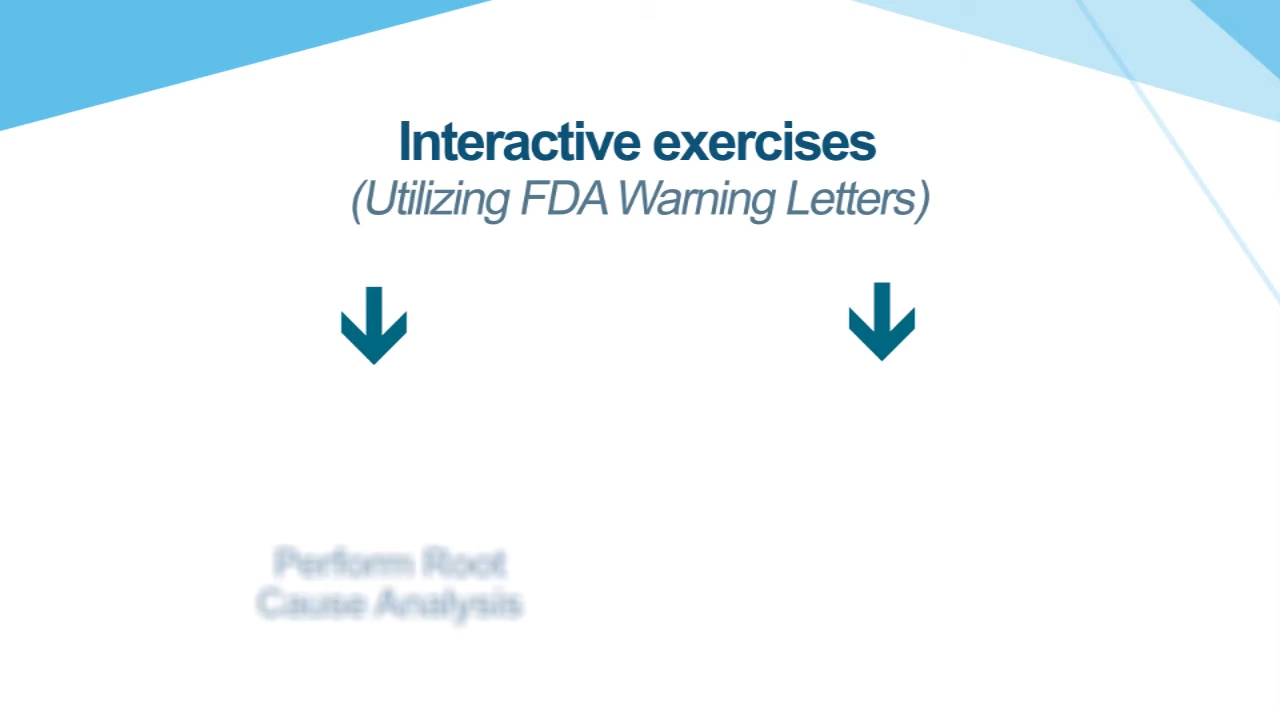 Interactive exercises
(Utilizing FDA Warning Letters)
Perform Root
Cause Analysis